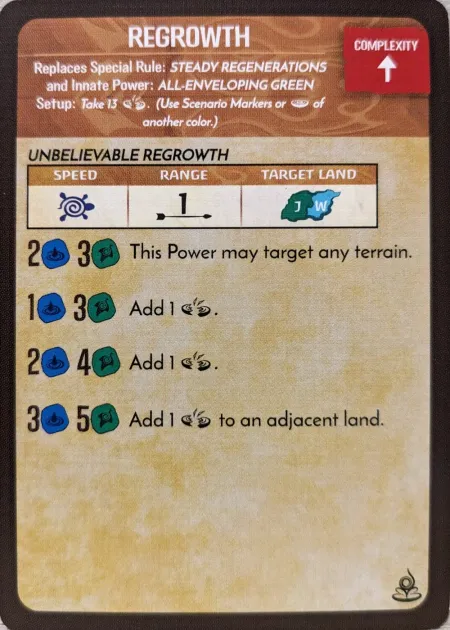 REGROWTH
COMPLEXITY
Replaces Special Rule: STEADY REGENERATIONS
and Innate Power: ALL-ENVELOPING GREEN
Setup: Take 13 . (Use Scenario Markers or of
another color.)
UNBELIEVABLE REGROWTH
SPEED RANGE TARGET LAND
1 J W
2 3 This Power may target any terrain.
1 3 Add 1 .
2 4 Add 1 .
3 5 Add 1 to an adjacent land.